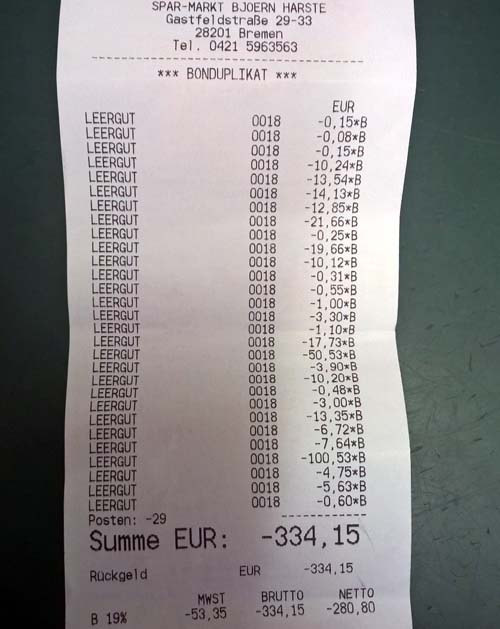 SPAR-MARKT BJOERN HARSTE
Gastfeldstraße 29-33
28201 Bremen
Tel. 0421 5963563
*** BONDUPLIKAT ***
EUR
LEERGUT 0018 -0,15*B
LEERGUT 0018 -0,08*B
LEERGUT 0018 -0,15*B
LEERGUT 0018 -10,24*B
LEERGUT 0018 -13,54*B
LEERGUT 0018 -14,13*B
LEERGUT 0018 -12,85*B
LEERGUT 0018 -21,66*B
LEERGUT 0018 -0,25*B
LEERGUT 0018 -19,66*B
LEERGUT 0018 -10,12*B
LEERGUT 0018 -0,31*B
LEERGUT 0018 -0,55*B
LEERGUT 0018 -1,00*B
LEERGUT 0018 -3,30*B
LEERGUT 0018 -1,10*B
LEERGUT 0018 -17,73*B
LEERGUT 0018 -50,53*B
LEERGUT 0018 -3,90*B
LEERGUT 0018 -10,20*B
LEERGUT 0018 -0,48*B
LEERGUT 0018 -3,00*B
LEERGUT 0018 -13,35*B
LEERGUT 0018 -6,72*B
LEERGUT 0018 -7,64*B
LEERGUT 0018 -100,53*B
LEERGUT 0018 -4,75*B
LEERGUT 0018 -5,63*B
LEERGUT 0018 -0,60*B
Posten: -29
Summe EUR: -334,15
Rückgeld EUR -334,15
MWST BRUTTO NETTO
B 19% -53,35 -334,15 -280,80